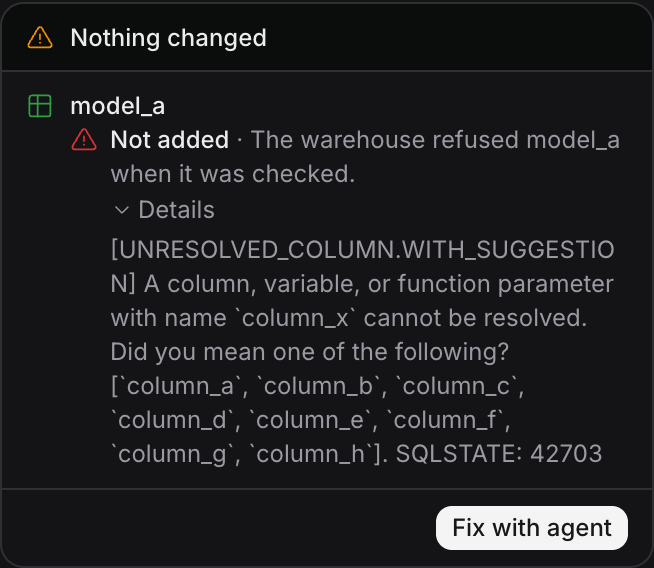 Nothing changed
model_a
Not added · The warehouse refused model_a
when it was checked.
Details
[UNRESOLVED_COLUMN.WITH_SUGGESTIO
N] A column, variable, or function parameter
with name `column_x` cannot be resolved.
Did you mean one of the following?
[`column_a`, `column_b`, `column_c`,
`column_d`, `column_e`, `column_f`,
`column_g`, `column_h`]. SQLSTATE: 42703
Fix with agent